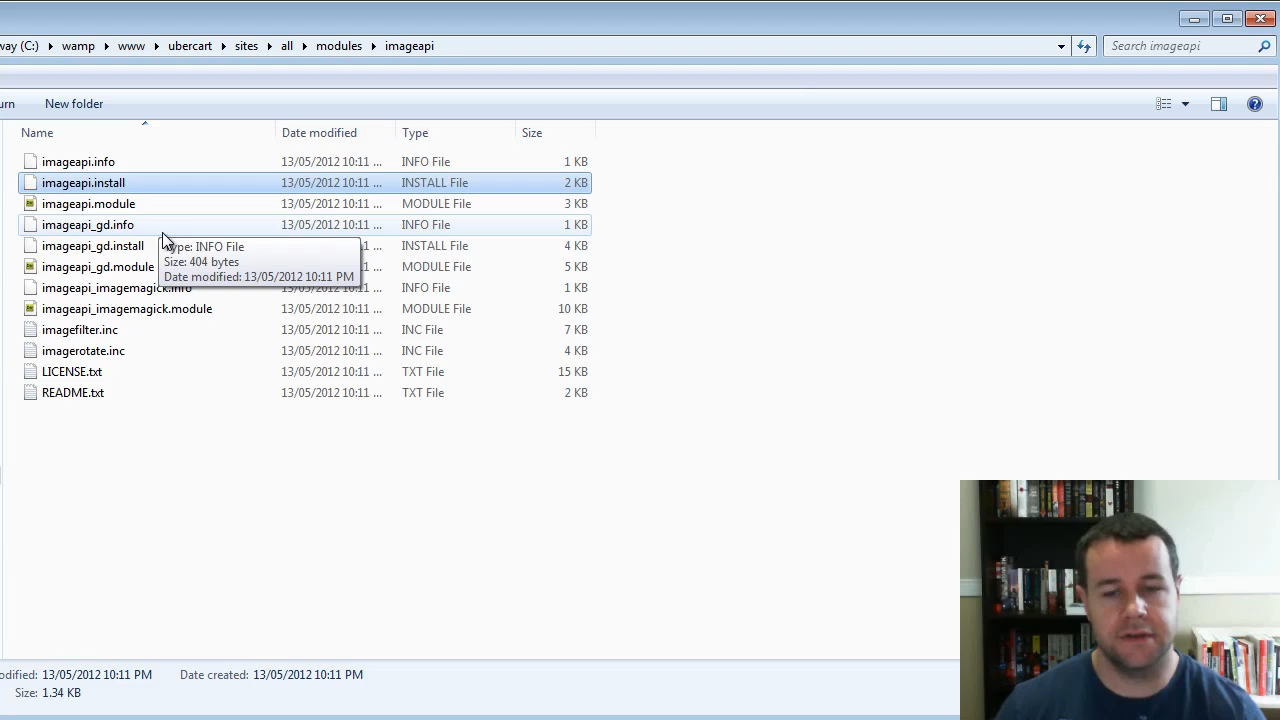 way (C:) wamp www ubercart sites all modules imageapi Search imageapi
urn New folder
Name Date modified Type Size
imageapi.info 13/05/2012 10:11 ... INFO File 1 KB
imageapi.install 13/05/2012 10:11 ... INSTALL File 2 KB
imageapi.module 13/05/2012 10:11 ... MODULE File 3 KB
imageapi_gd.info 13/05/2012 10:11 ... INFO File 1 KB
imageapi_gd.install INSTALL File 4 KB
imageapi_gd.module MODULE File 5 KB
Type: INFO File
Size: 404 bytes
Date modified: 13/05/2012 10:11 PM
imageapi_imagemagick.info 13/05/2012 10:11 ... INFO File 1 KB
imageapi_imagemagick.module 13/05/2012 10:11 ... MODULE File 10 KB
imagefilter.inc 13/05/2012 10:11 ... INC File 7 KB
imagerotate.inc 13/05/2012 10:11 ... INC File 4 KB
LICENSE.txt 13/05/2012 10:11 ... TXT File 15 KB
README.txt 13/05/2012 10:11 ... TXT File 2 KB
odified: 13/05/2012 10:11 PM Date created: 13/05/2012 10:11 PM
Size: 1.34 KB